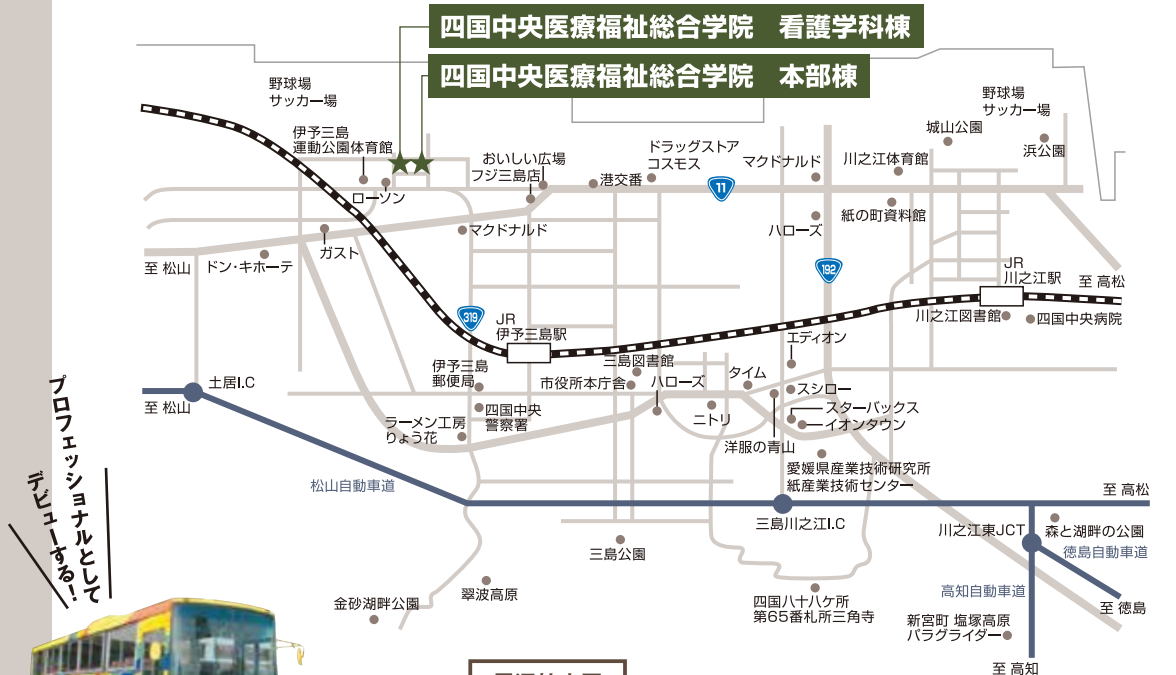 四国中央医療福祉総合学院　看護学科棟
四国中央医療福祉総合学院　本部棟
野球場
サッカー場
伊予三島
運動公園体育館
ローソン
おいしい広場
フジ三島店
港交番
ドラッグストア
コスモス
マクドナルド
川之江体育館
城山公園
野球場
サッカー場
浜公園
11
紙の町資料館
ハローズ
マクドナルド
ガスト
ドン・キホーテ
至 松山
192
JR
川之江駅
至 高松
川之江図書館
四国中央病院
319
JR
伊予三島駅
エディオン
三島図書館
伊予三島
郵便局
市役所本庁舎
ハローズ
タイム
スシロー
スターバックス
イオンタウン
ニトリ
洋服の青山
四国中央
警察署
ラーメン工房
りょう花
土居I.C
至 松山
愛媛県産業技術研究所
紙産業技術センター
松山自動車道
三島川之江I.C
至 高松
川之江東JCT
森と湖畔の公園
徳島自動車道
三島公園
高知自動車道
翠波高原
金砂湖畔公園
四国八十八ケ所
第65番札所三角寺
至 徳島
新宮町 塩塚高原
パラグライダー
至 高知
プロフェッショナルとして
デビューする!